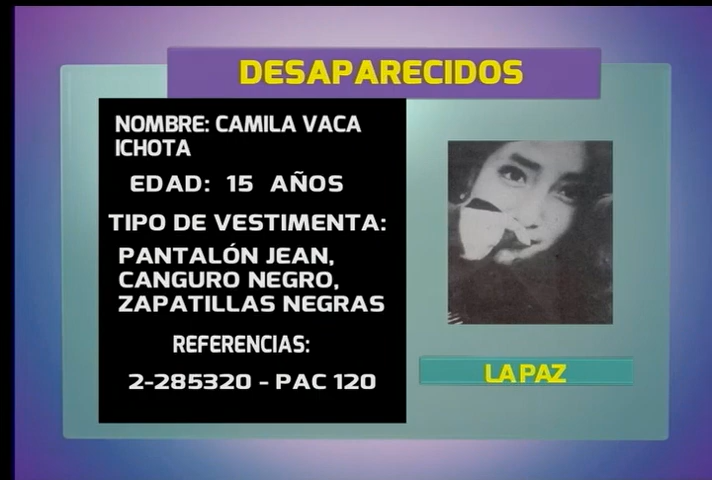 DESAPARECIDOS
NOMBRE: CAMILA VACA
ICHOTA
EDAD: 15 AÑOS
TIPO DE VESTIMENTA:
PANTALÓN JEAN,
CANGURO NEGRO,
ZAPATILLAS NEGRAS
REFERENCIAS:
2-285320 - PAC 120
LA PAZ